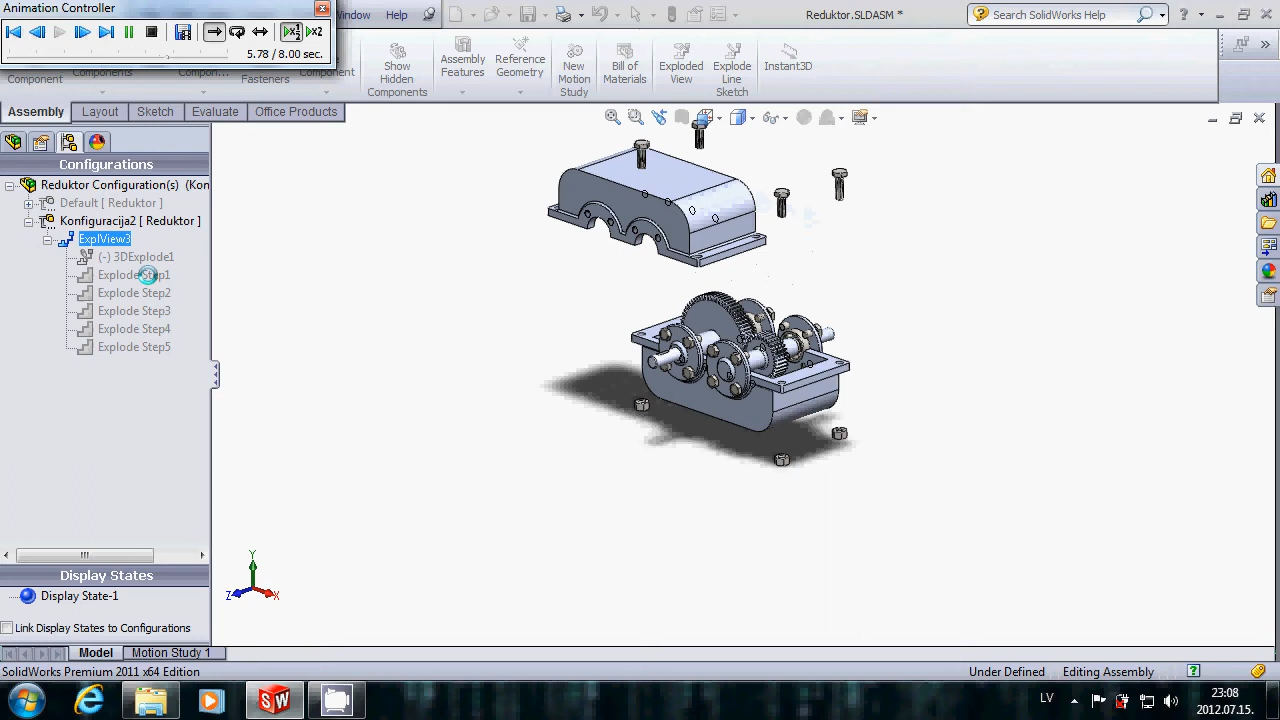 Animation Controller
5.78 / 8.00 sec.
Window Help
Reduktor.SLDASM *
Search SolidWorks Help
Component
Components
Compon...
Fasteners
Component
Show Hidden Components
Assembly Features
Reference Geometry
New Motion Study
Bill of Materials
Exploded View
Explode Line Sketch
Instant3D
Assembly Layout Sketch Evaluate Office Products
Configurations
Reduktor Configuration(s) (Kon
Default [ Reduktor ]
Konfiguracija2 [ Reduktor ]
ExplView3
(-) 3DExplode1
Explode Step1
Explode Step2
Explode Step3
Explode Step4
Explode Step5
Display States
Display State-1
Link Display States to Configurations
Y
Z X
Model Motion Study 1
SolidWorks Premium 2011 x64 Edition
Under Defined Editing Assembly
LV
23:08
2012.07.15.